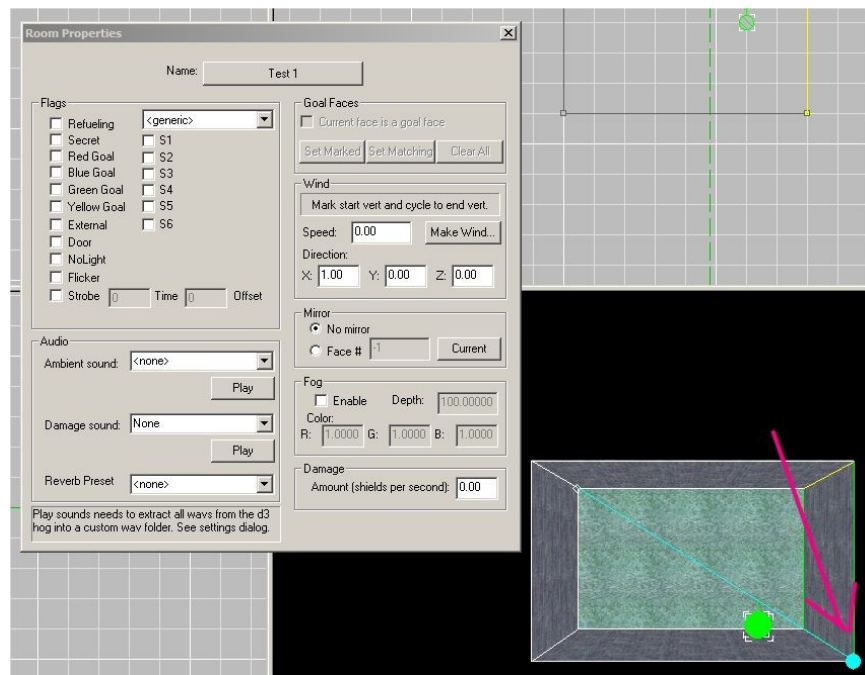 Room Properties
Name: Test 1
Flags
Refueling <generic>
Secret S1
Red Goal S2
Blue Goal S3
Green Goal S4
Yellow Goal S5
External S6
Door
NoLight
Flicker
Strobe 0 Time 0 Offset
Audio
Ambient sound: <none>
Play
Damage sound: None
Play
Reverb Preset <none>
Play sounds needs to extract all wavs from the d3
hog into a custom wav folder. See settings dialog.
Goal Faces
Current face is a goal face
Set Marked Set Matching Clear All
Wind
Mark start vert and cycle to end vert.
Speed: 0.00 Make Wind...
Direction:
X: 1.00 Y: 0.00 Z: 0.00
Mirror
No mirror
Face # -1 Current
Fog
Enable Depth: 100.00000
Color:
R: 1.0000 G: 1.0000 B: 1.0000
Damage
Amount (shields per second): 0.00